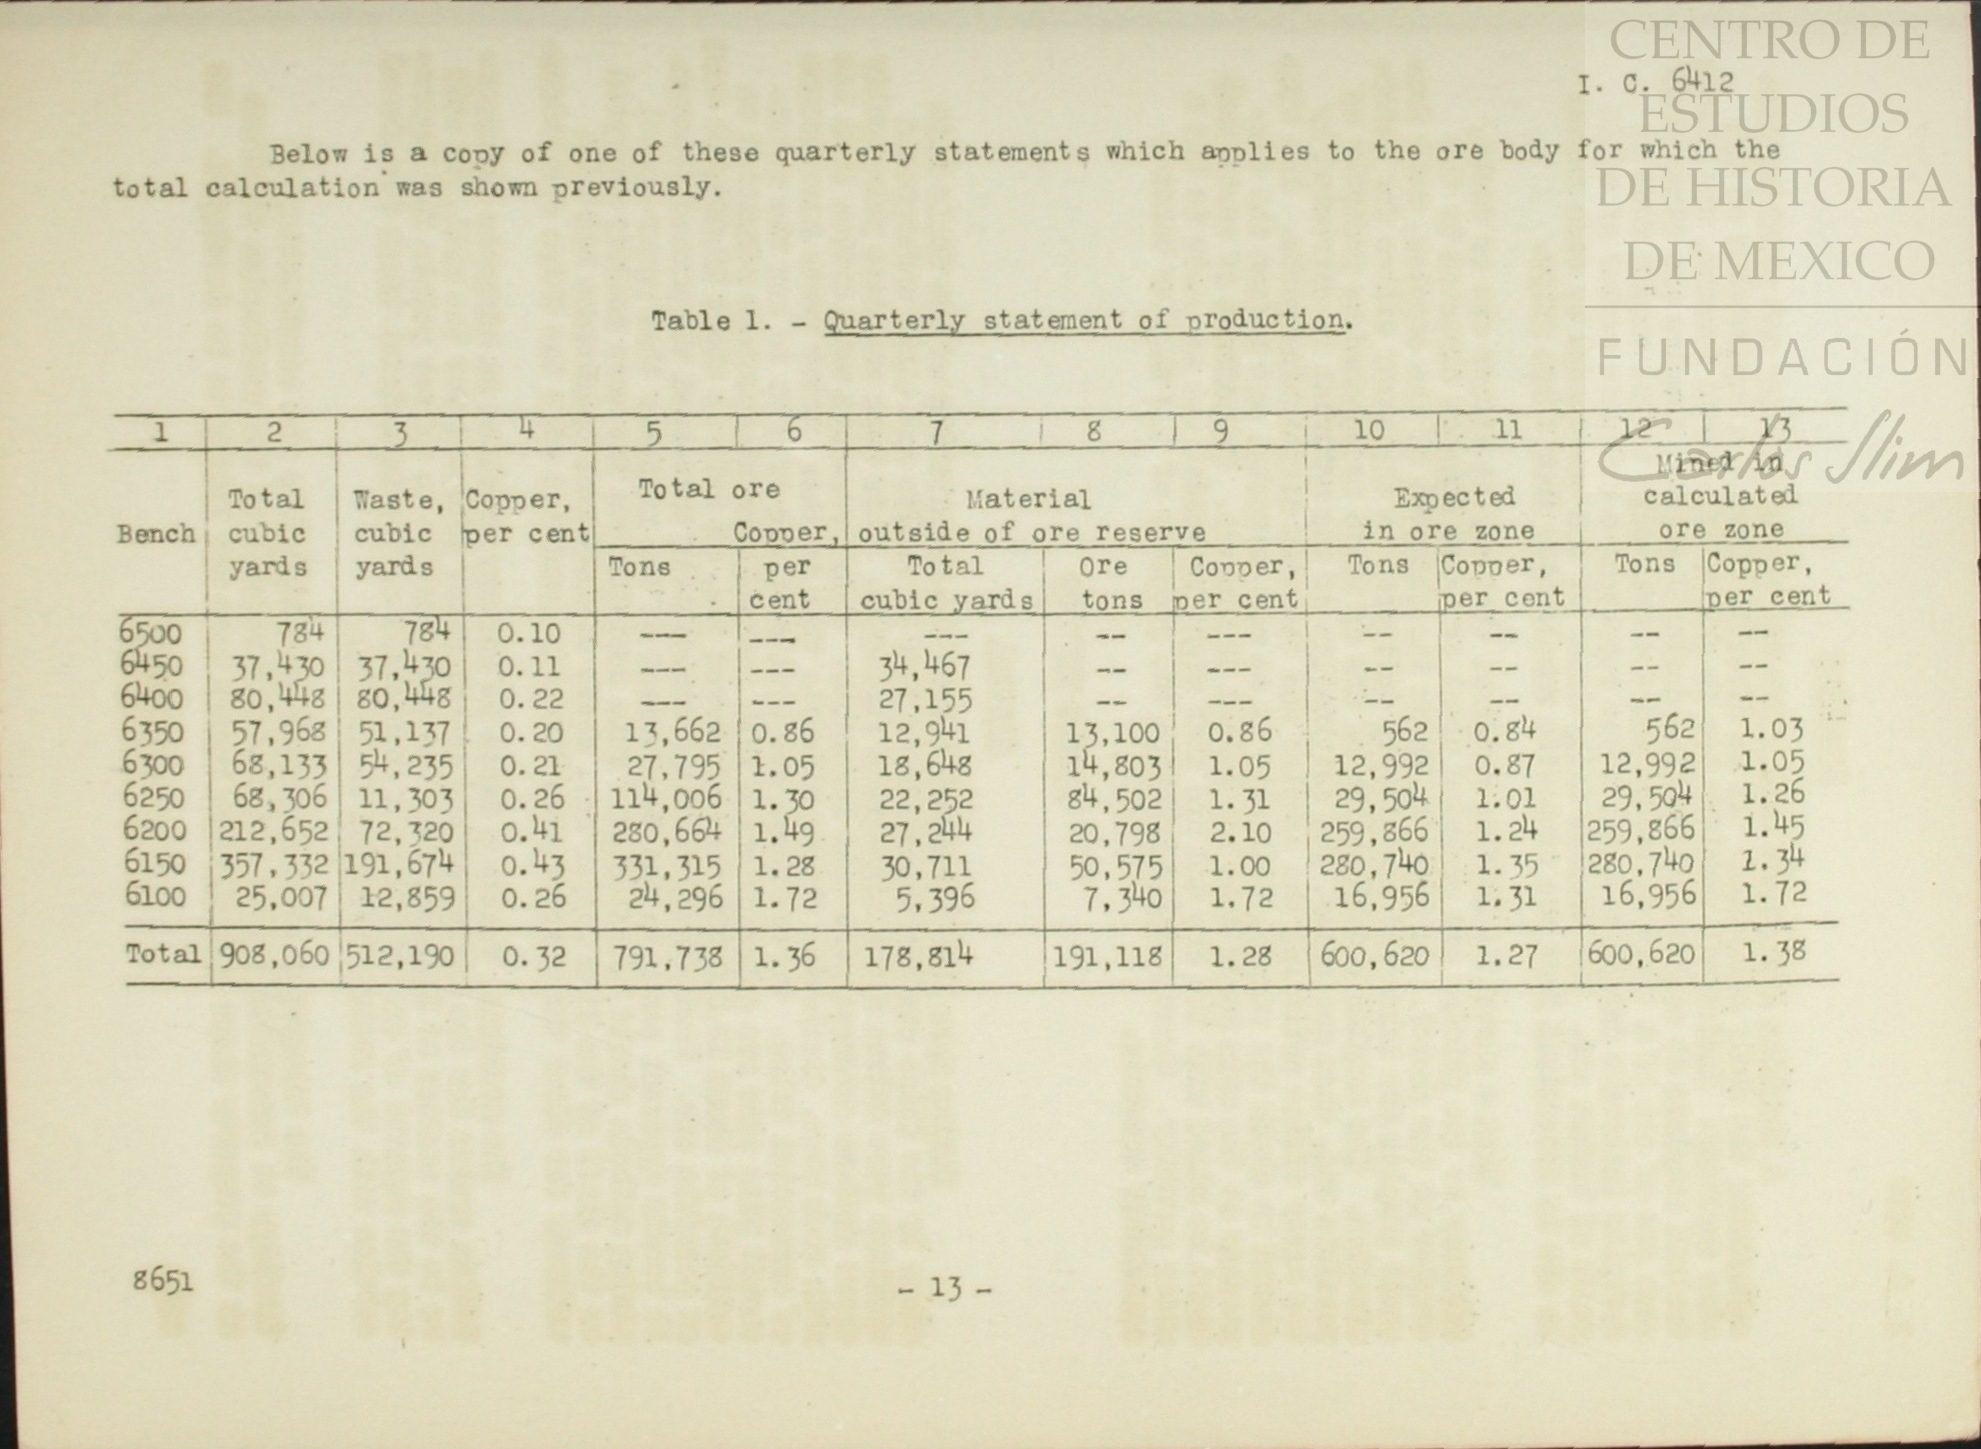 CENTRO DE
ESTUDIOS
DE HISTORIA
DE MEXICO
FUNDACIÓN
Carlos Slim
I. C. 6412
Below is a copy of one of these quarterly statements which applies to the ore body for which the
total calculation was shown previously.
Table 1. - Quarterly statement of production.
1 2 3 4 5 6 7 8 9 10 11 12 13
Bench Total cubic yards Waste, cubic yards Copper, per cent Total ore Material outside of ore reserve Expected in ore zone Mined in calculated ore zone
Tons Copper, per cent Total cubic yards Ore tons Copper, per cent Tons Copper, per cent Tons Copper, per cent
6500 784 784 0.10 --- --- --- -- --- -- -- -- --
6450 37,430 37,430 0.11 --- --- 34,467 -- --- -- -- -- --
6400 80,448 80,448 0.22 --- --- 27,155 -- --- -- -- -- --
6350 57,968 51,137 0.20 13,662 0.86 12,941 13,100 0.86 562 0.84 562 1.03
6300 68,133 54,235 0.21 27,795 1.05 18,648 14,803 1.05 12,992 0.87 12,992 1.05
6250 68,306 11,303 0.26 114,006 1.30 22,252 84,502 1.31 29,504 1.01 29,504 1.26
6200 212,652 72,320 0.41 280,664 1.49 27,244 20,798 2.10 259,866 1.24 259,866 1.45
6150 357,332 191,674 0.43 331,315 1.28 30,711 50,575 1.00 280,740 1.35 280,740 1.34
6100 25,007 12,859 0.26 24,296 1.72 5,396 7,340 1.72 16,956 1.31 16,956 1.72
Total 908,060 512,190 0.32 791,738 1.36 178,814 191,118 1.28 600,620 1.27 600,620 1.38
8651
- 13 -